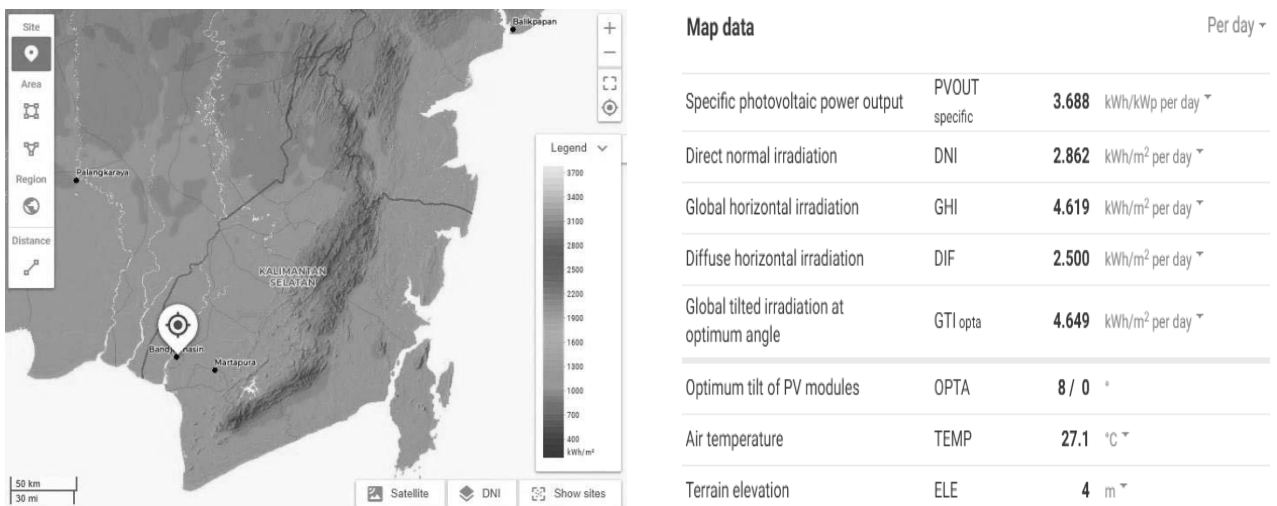 Site
Area
Region
Distance
Balikpapan
Palangkaraya
KALIMANTAN
SELATAN
Martapura
Legend
3700
3400
3100
2800
2500
2200
1900
1600
1300
1000
700
400
kWh/m²
50 km
30 mi
Satellite
DNI
Show sites
Map data
Per day
Specific photovoltaic power output PVOUT specific 3.688 kWh/kWp per day
Direct normal irradiation DNI 2.862 kWh/m² per day
Global horizontal irradiation GHI 4.619 kWh/m² per day
Diffuse horizontal irradiation DIF 2.500 kWh/m² per day
Global tilted irradiation at
optimum angle GTI opta 4.649 kWh/m² per day
Optimum tilt of PV modules OPTA 8 / 0 °
Air temperature TEMP 27.1 °C
Terrain elevation ELE 4 m